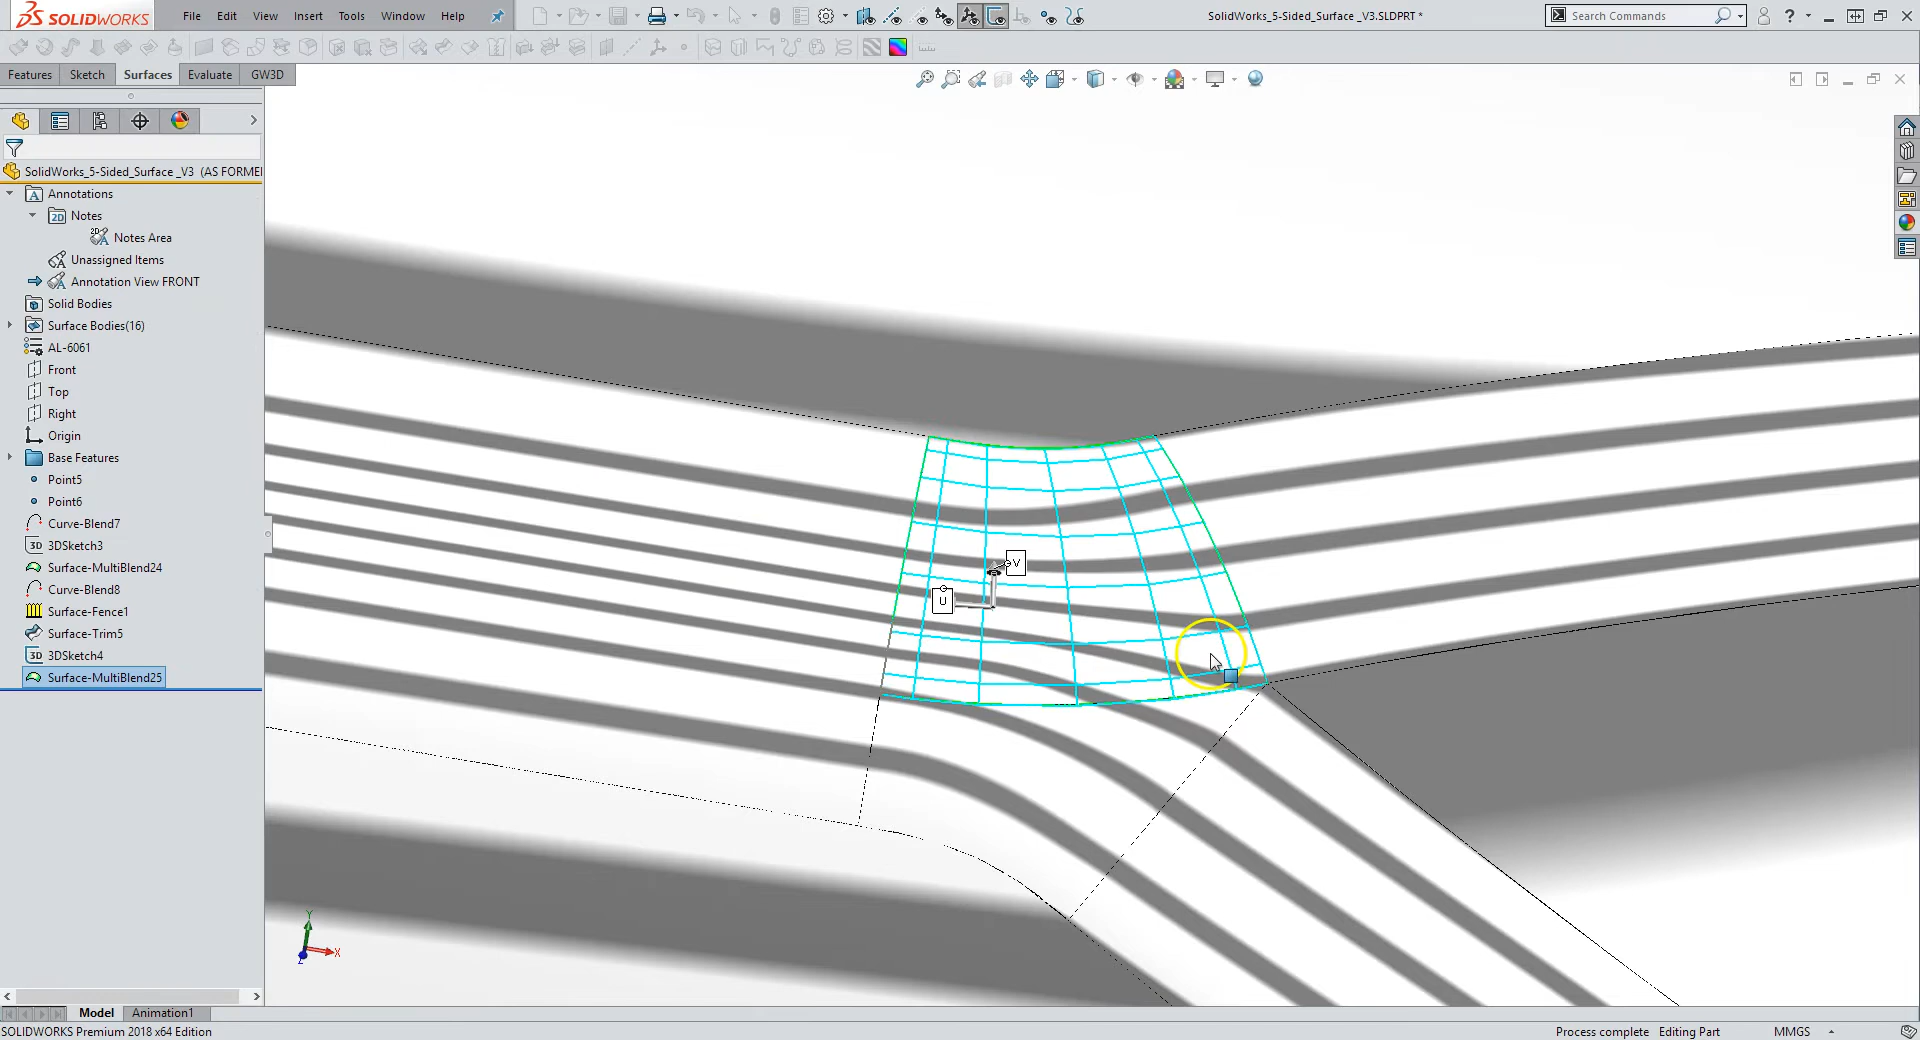 SOLIDWORKS
File Edit View Insert Tools Window Help
SolidWorks_5-Sided_Surface _V3.SLDPRT *
Search Commands
?
Features Sketch Surfaces Evaluate GW3D
SolidWorks_5-Sided_Surface _V3 (AS FORME
Annotations
Notes
Notes Area
Unassigned Items
Annotation View FRONT
Solid Bodies
Surface Bodies(16)
AL-6061
Front
Top
Right
Origin
Base Features
Point5
Point6
Curve-Blend7
3D 3DSketch3
Surface-MultiBlend24
Curve-Blend8
Surface-Fence1
Surface-Trim5
3D 3DSketch4
Surface-MultiBlend25
V
U
Y
X
Z
Model Animation1
SOLIDWORKS Premium 2018 x64 Edition
Process complete Editing Part MMGS